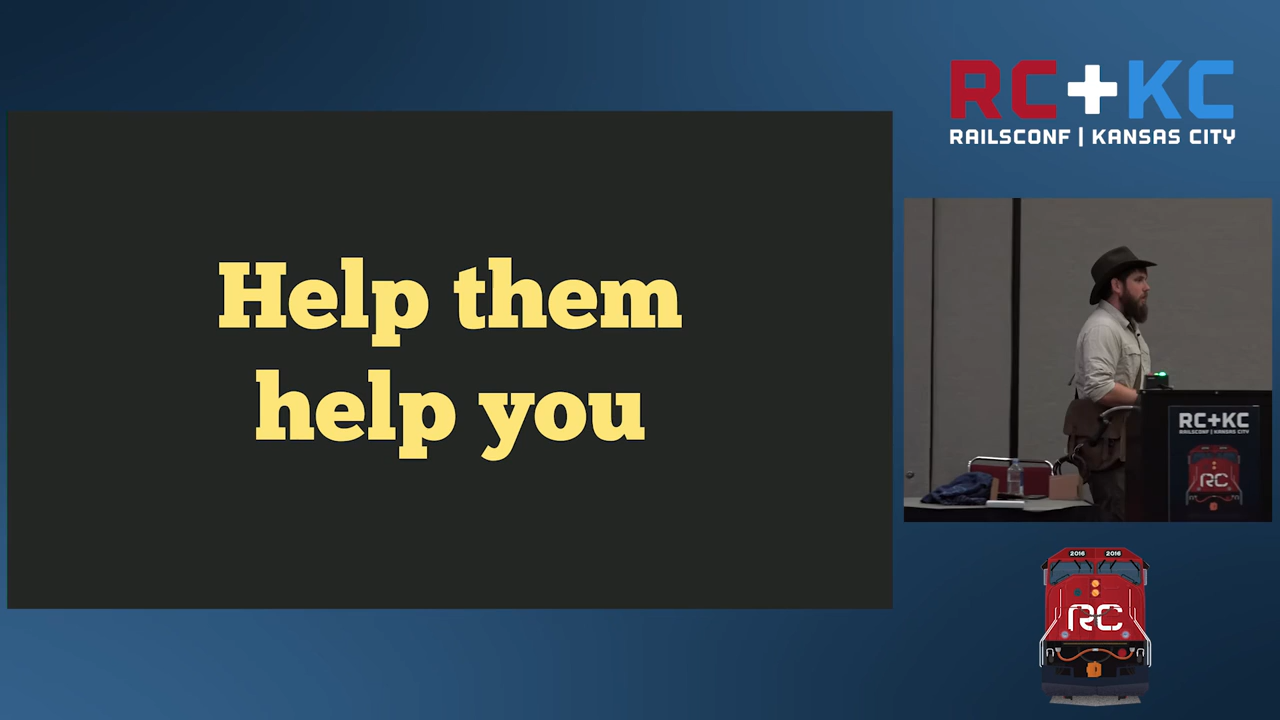 Help them
help you
RC+KC
RAILSCONF | KANSAS CITY
RC+KC
RAILSCONF | KANSAS CITY
RC
2016 2016
RC